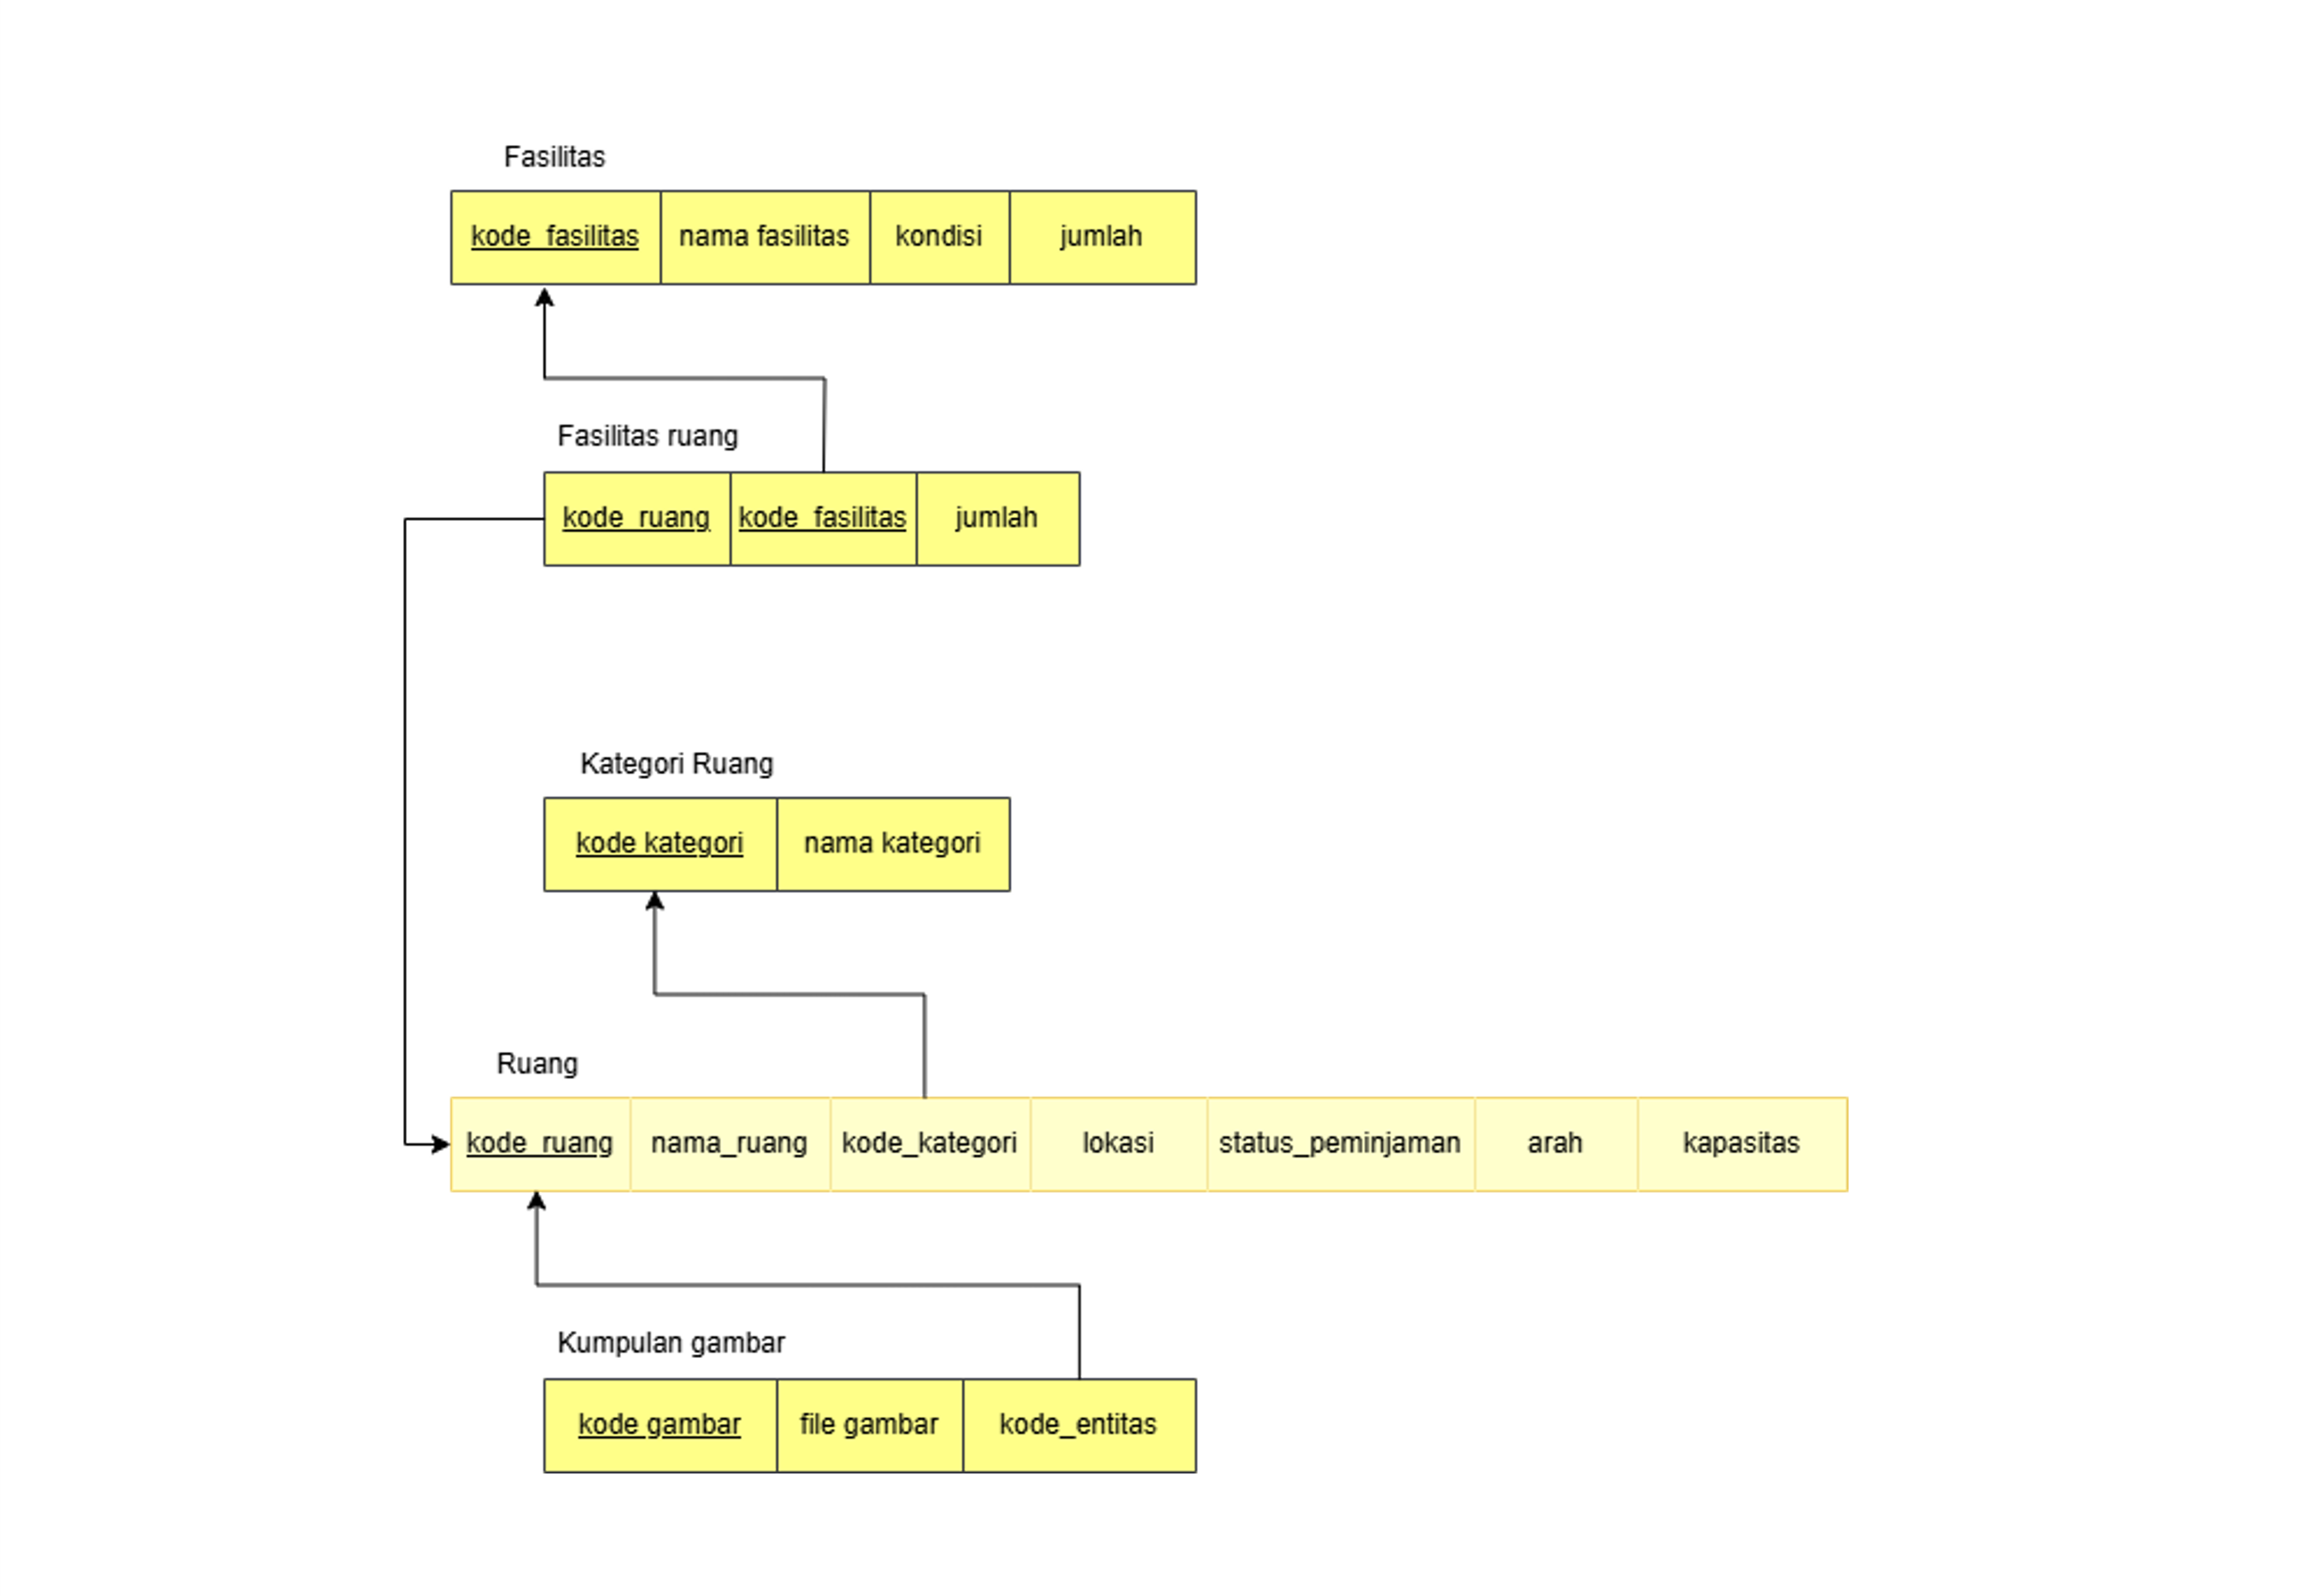 Fasilitas
kode_fasilitas nama fasilitas kondisi jumlah
Fasilitas ruang
kode_ruang kode_fasilitas jumlah
Kategori Ruang
kode kategori nama kategori
Ruang
kode_ruang nama_ruang kode_kategori lokasi status_peminjaman arah kapasitas
Kumpulan gambar
kode gambar file gambar kode_entitas